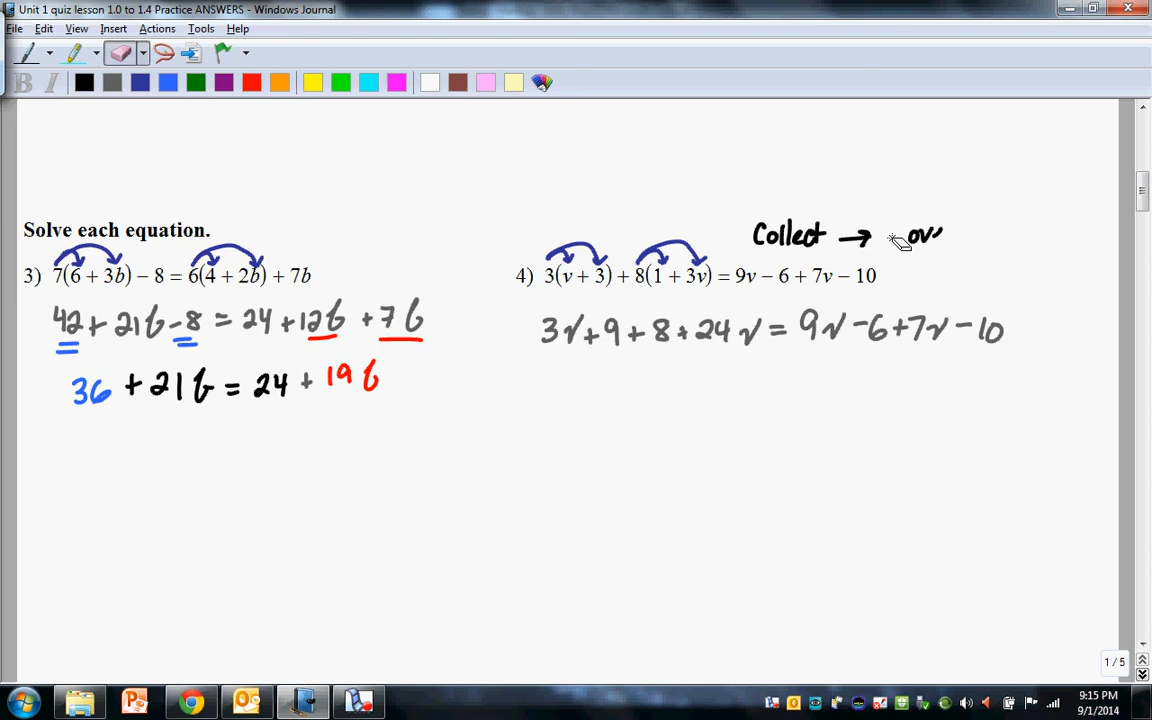 Unit 1 quiz lesson 1.0 to 1.4 Practice ANSWERS - Windows Journal
File Edit View Insert Actions Tools Help
B I
Solve each equation.
Collect → ov
3) 7(6 + 3b) − 8 = 6(4 + 2b) + 7b
4) 3(v + 3) + 8(1 + 3v) = 9v − 6 + 7v − 10
42 + 21b - 8 = 24 + 12b + 7b
3v + 9 + 8 + 24v = 9v - 6 + 7v - 10
36 + 21b = 24 + 19b
1 / 5
9:15 PM
9/1/2014